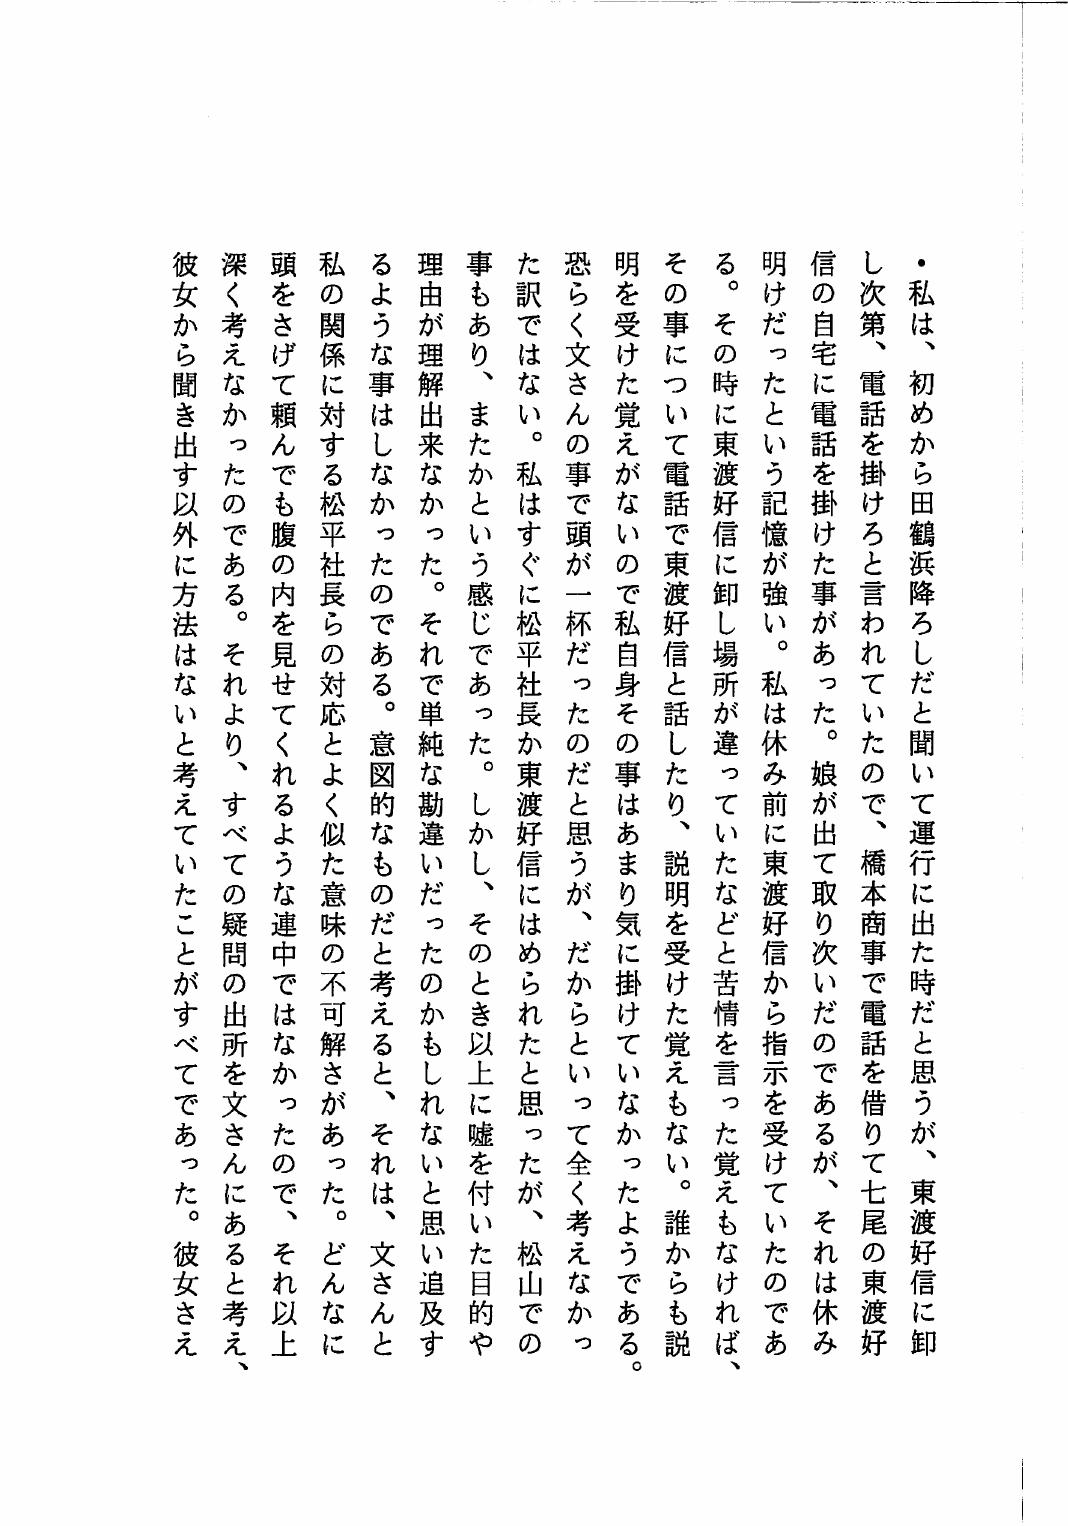 ・私は、初めから田鶴浜降ろしだと聞いて運行に出た時だと思うが、東渡好信に卸
し次第、電話を掛けろと言われていたので、橋本商事で電話を借りて七尾の東渡好
信の自宅に電話を掛けた事があった。娘が出て取り次いだのであるが、それは休み
明けだったという記憶が強い。私は休み前に東渡好信から指示を受けていたのであ
る。その時に東渡好信に卸し場所が違っていたなどと苦情を言った覚えもなければ、
その事について電話で東渡好信と話したり、説明を受けた覚えもない。誰からも説
明を受けた覚えがないので私自身その事はあまり気に掛けていなかったようである。
恐らく文さんの事で頭が一杯だったのだと思うが、だからといって全く考えなかっ
た訳ではない。私はすぐに松平社長か東渡好信にはめられたと思ったが、松山での
事もあり、またかという感じであった。しかし、そのとき以上に嘘を付いた目的や
理由が理解出来なかった。それで単純な勘違いだったのかもしれないと思い追及す
るような事はしなかったのである。意図的なものだと考えると、それは、文さんと
私の関係に対する松平社長らの対応とよく似た意味の不可解さがあった。どんなに
頭をさげて頼んでも腹の内を見せてくれるような連中ではなかったので、それ以上
深く考えなかったのである。それより、すべての疑問の出所を文さんにあると考え、
彼女から聞き出す以外に方法はないと考えていたことがすべてであった。彼女さえ